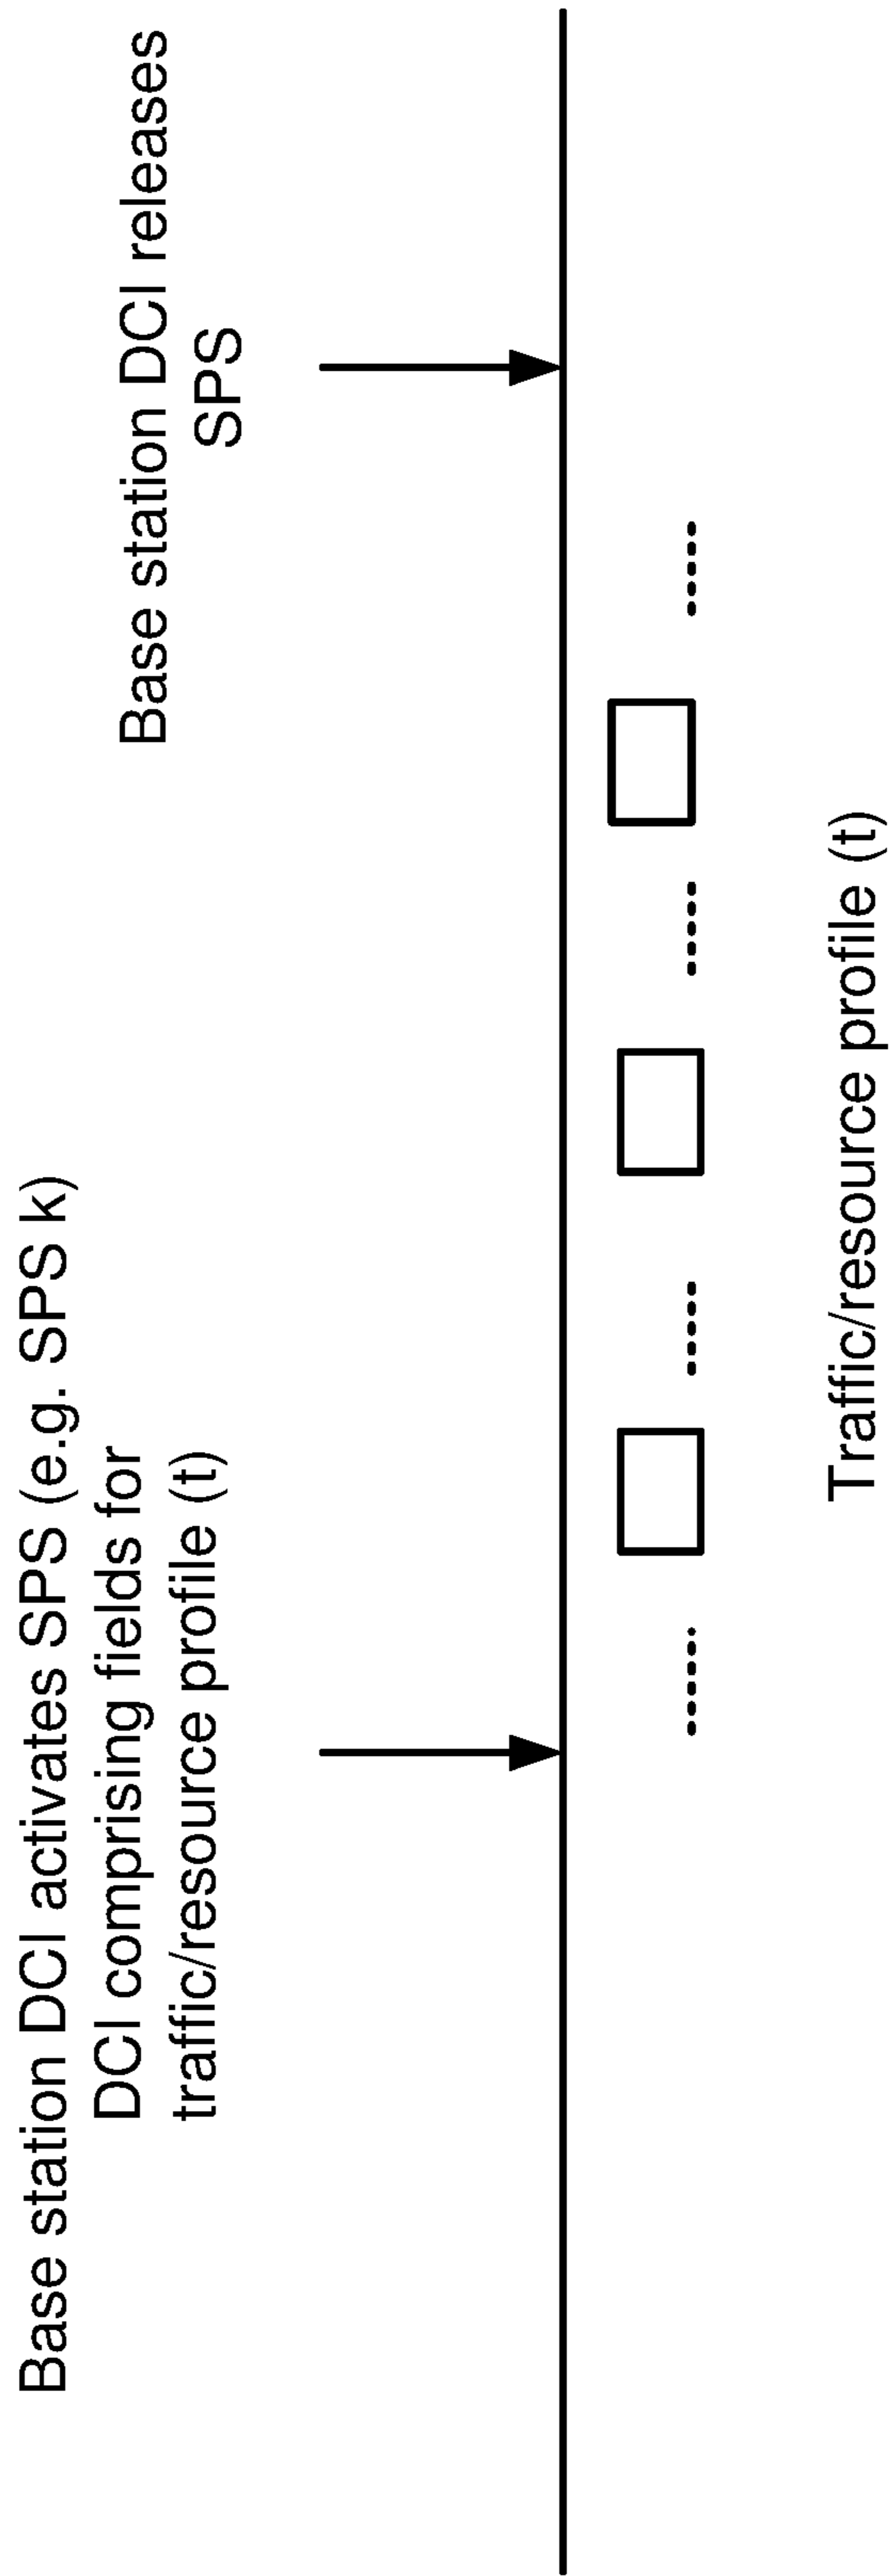 Base station DCI activates SPS (e.g. SPS k)
DCI comprising fields for
traffic/resource profile (t)
Base station DCI releases
SPS
Traffic/resource profile (t)